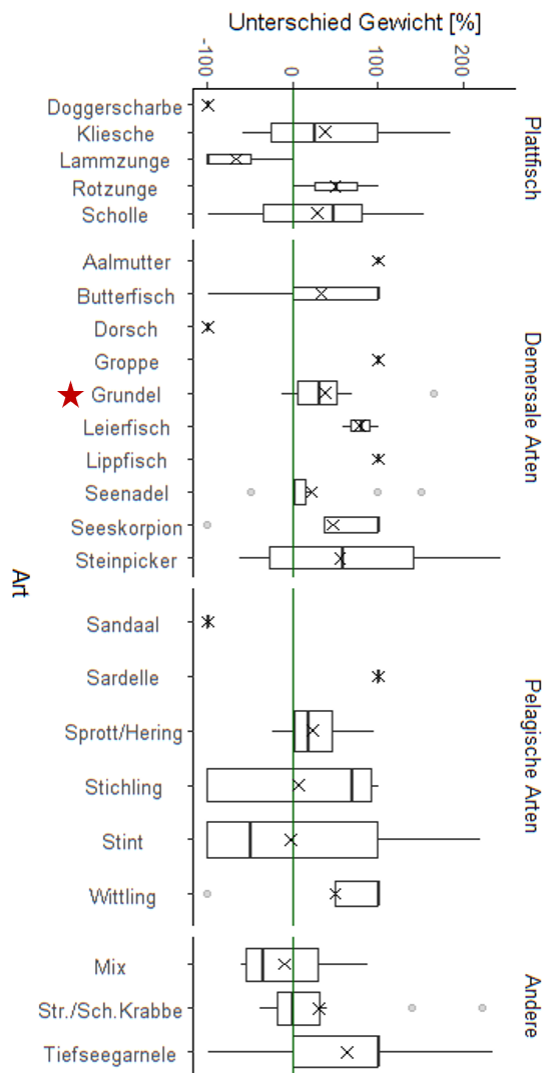 Unterschied Gewicht [%]
-100 0 100 200
Plattfisch
Doggerscharbe
Kliesche
Lammzunge
Rotzunge
Scholle
Demersale Arten
Aalmutter
Butterfisch
Dorsch
Groppe
Grundel
Leierfisch
Lippfisch
Seenadel
Seeskorpion
Steinpicker
Art
Pelagische Arten
Sandaal
Sardelle
Sprott/Hering
Stichling
Stint
Wittling
Andere
Mix
Str./Sch.Krabbe
Tiefseegarnele